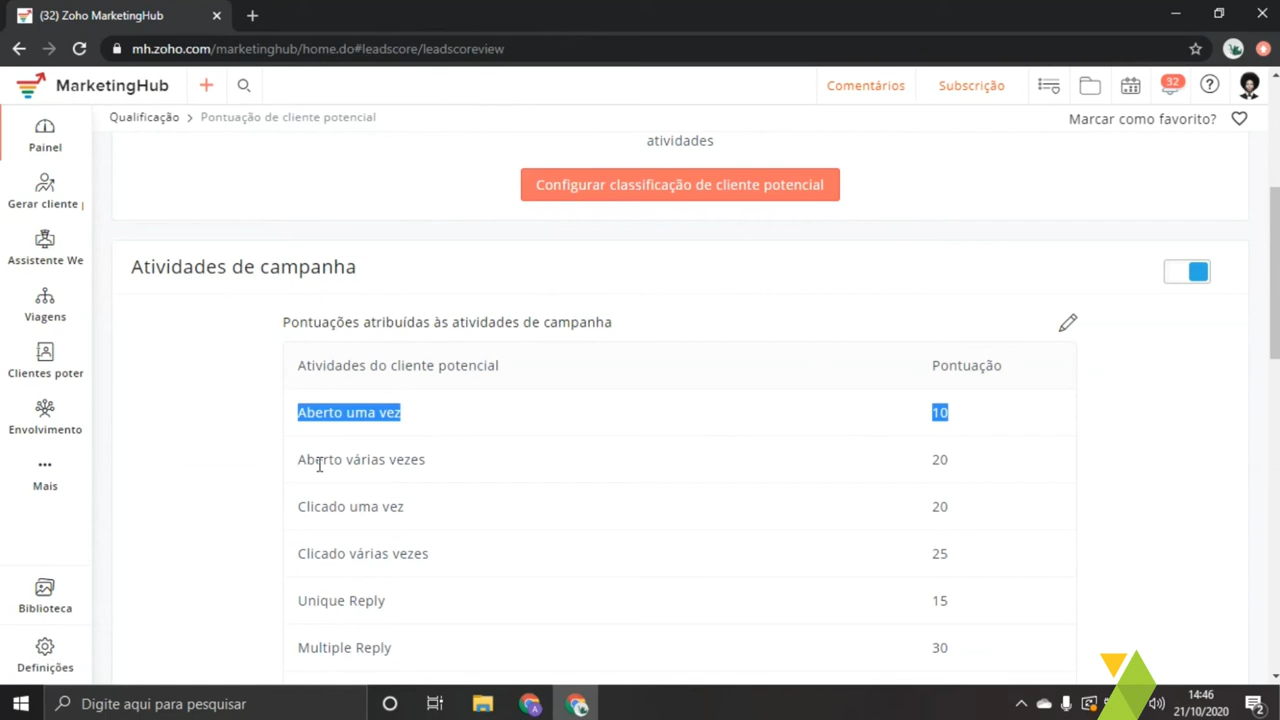 (32) Zoho MarketingHub
mh.zoho.com/marketinghub/home.do#leadscore/leadscoreview
MarketingHub
Comentários
Subscrição
32
Qualificação > Pontuação de cliente potencial
Marcar como favorito?
Painel
Gerar cliente
Assistente We
Viagens
Clientes poter
Envolvimento
Mais
Biblioteca
Definições
atividades
Configurar classificação de cliente potencial
Atividades de campanha
Pontuações atribuídas às atividades de campanha
Atividades do cliente potencial Pontuação
Aberto uma vez 10
Aberto várias vezes 20
Clicado uma vez 20
Clicado várias vezes 25
Unique Reply 15
Multiple Reply 30
Digite aqui para pesquisar
14:46
21/10/2020
2